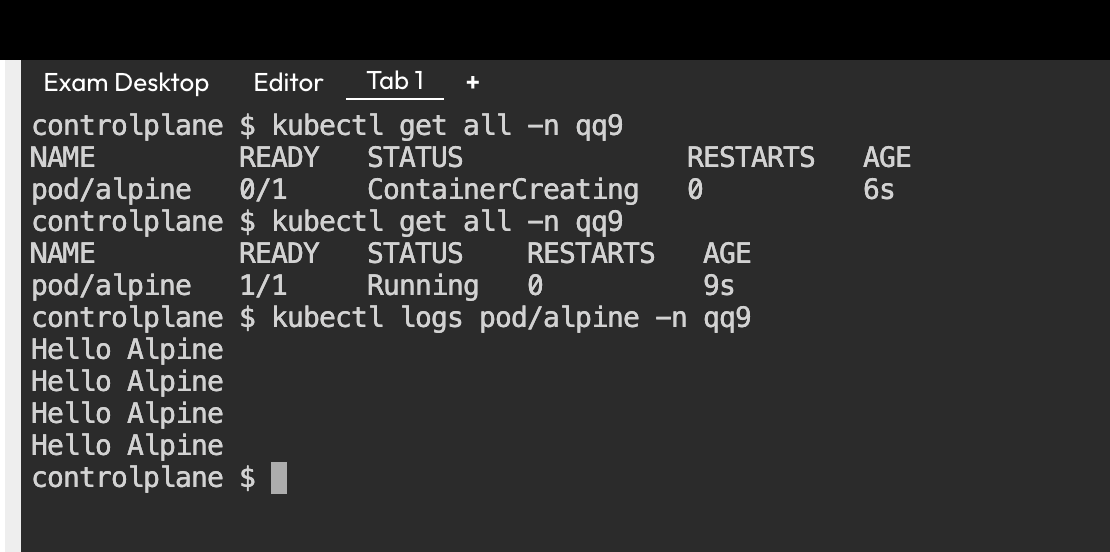 Exam Desktop Editor Tab 1 +
controlplane $ kubectl get all -n qq9
NAME READY STATUS RESTARTS AGE
pod/alpine 0/1 ContainerCreating 0 6s
controlplane $ kubectl get all -n qq9
NAME READY STATUS RESTARTS AGE
pod/alpine 1/1 Running 0 9s
controlplane $ kubectl logs pod/alpine -n qq9
Hello Alpine
Hello Alpine
Hello Alpine
Hello Alpine
controlplane $